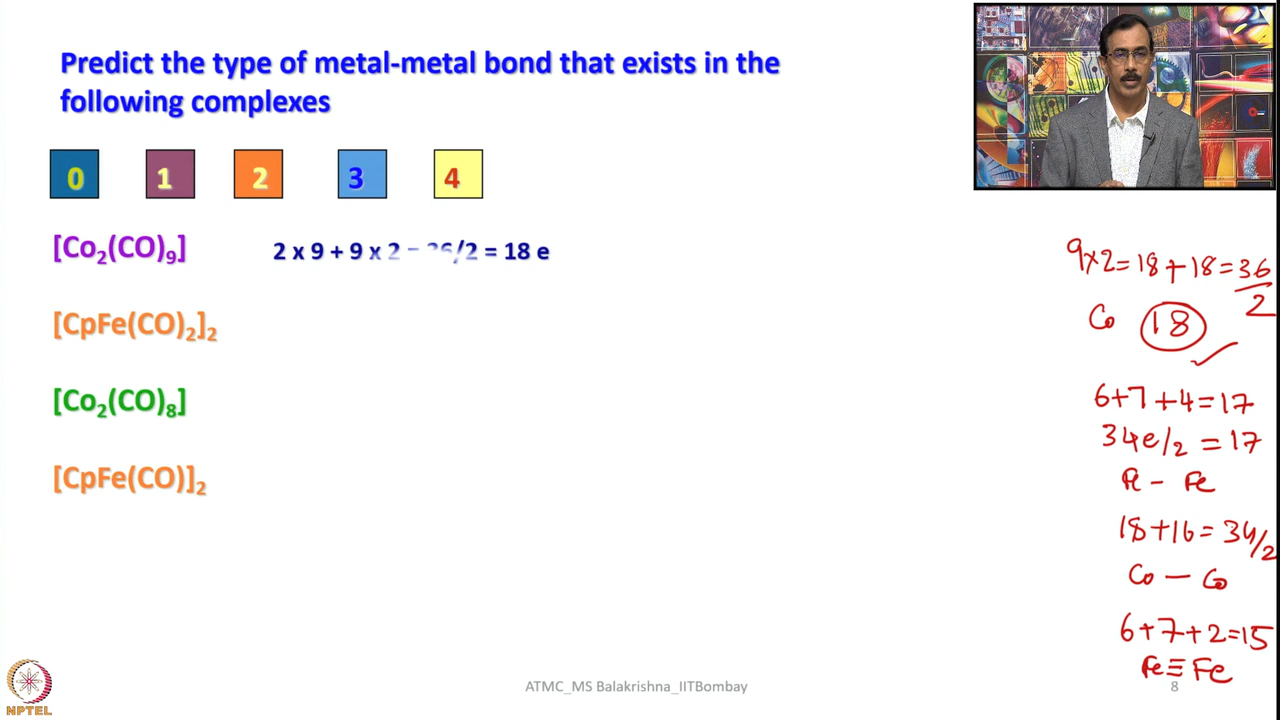 Predict the type of metal-metal bond that exists in the
following complexes
0 1 2 3 4
[Co₂(CO)₉] 2 x 9 + 9 x 2 = 36/2 = 18 e
[CpFe(CO)₂]₂
[Co₂(CO)₈]
[CpFe(CO)]₂
9x2=18+18=36/2
Co 18 ✓
6+7+4=17
34e/2 = 17
Fe - Fe
18+16=34/2
Co — Co
6+7+2=15
Fe≡Fe
NPTEL
ATMC_MS Balakrishna_IITBombay
8